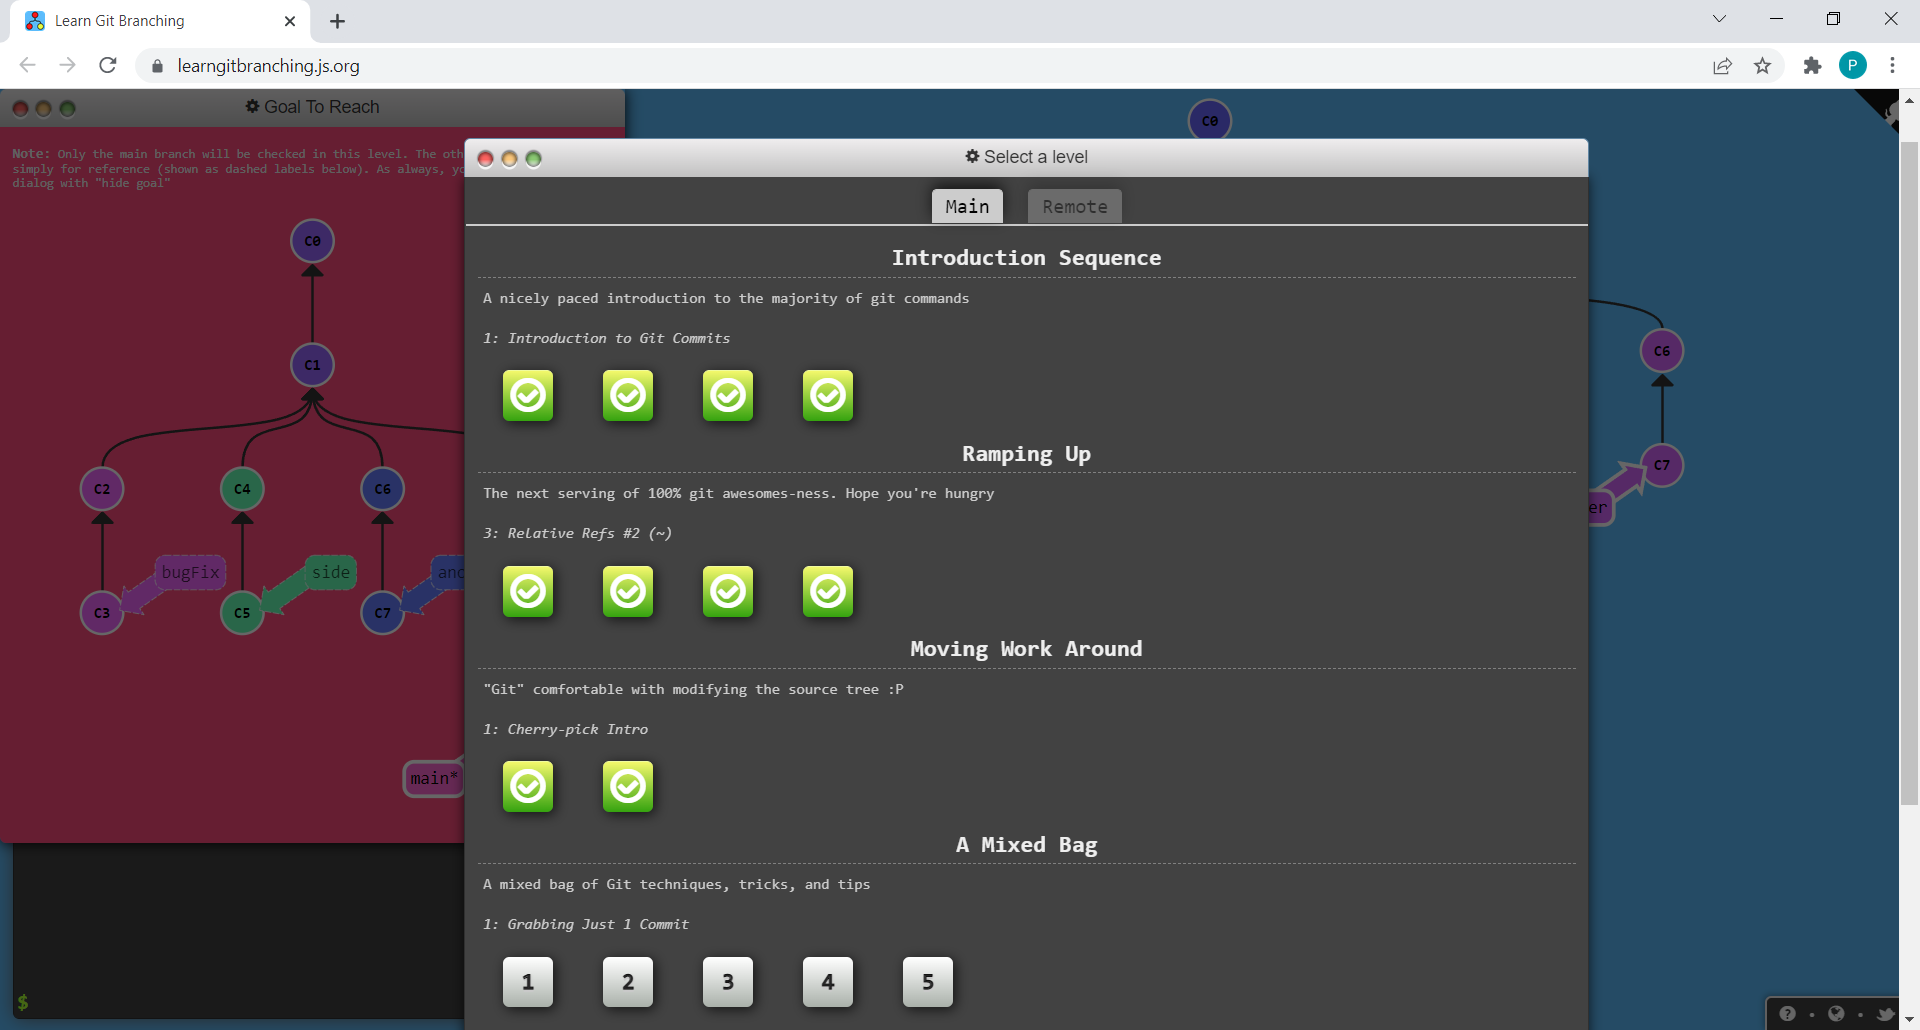 Learn Git Branching
learngitbranching.js.org
P
Goal To Reach
Note: Only the main branch will be checked in this level. The oth
simply for reference (shown as dashed labels below). As always, yo
dialog with "hide goal"
C0
C1
C2
C4
C6
bugFix
side
C3
C5
C7
main*
$
C0
C6
C7
er
Select a level
Main
Remote
Introduction Sequence
A nicely paced introduction to the majority of git commands
1: Introduction to Git Commits
Ramping Up
The next serving of 100% git awesomes-ness. Hope you're hungry
3: Relative Refs #2 (~)
Moving Work Around
"Git" comfortable with modifying the source tree :P
1: Cherry-pick Intro
A Mixed Bag
A mixed bag of Git techniques, tricks, and tips
1: Grabbing Just 1 Commit
1 2 3 4 5